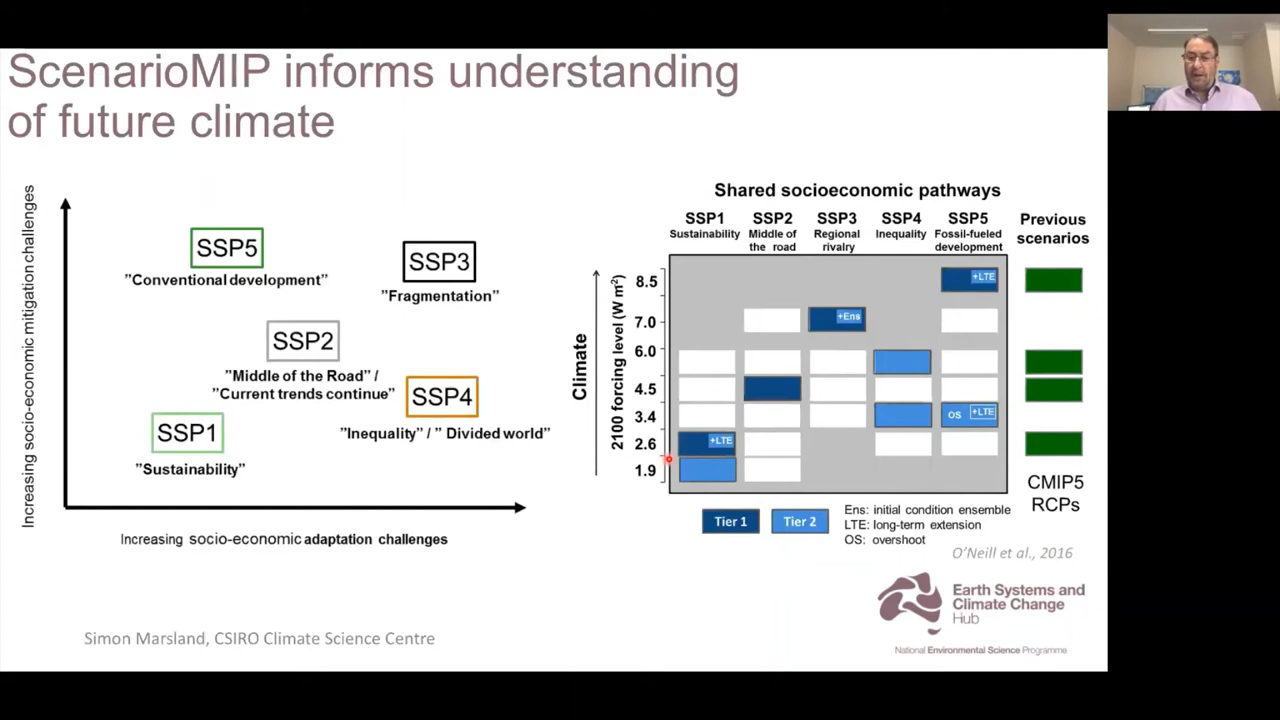 ScenarioMIP informs understanding
of future climate
Increasing socio-economic mitigation challenges
SSP5
"Conventional development"
SSP3
"Fragmentation"
SSP2
"Middle of the Road" /
"Current trends continue"
SSP4
"Inequality" / " Divided world"
SSP1
"Sustainability"
Increasing socio-economic adaptation challenges
Shared socioeconomic pathways
SSP1
Sustainability
SSP2
Middle of
the road
SSP3
Regional
rivalry
SSP4
Inequality
SSP5
Fossil-fueled
development
Previous
scenarios
Climate
2100 forcing level (W m²)
8.5
+LTE
7.0
+Ens
6.0
4.5
3.4
OS
+LTE
2.6
+LTE
1.9
CMIP5
RCPs
Tier 1
Tier 2
Ens: initial condition ensemble
LTE: long-term extension
OS: overshoot
O'Neill et al., 2016
Earth Systems and
Climate Change
Hub
National Environmental Science Programme
Simon Marsland, CSIRO Climate Science Centre